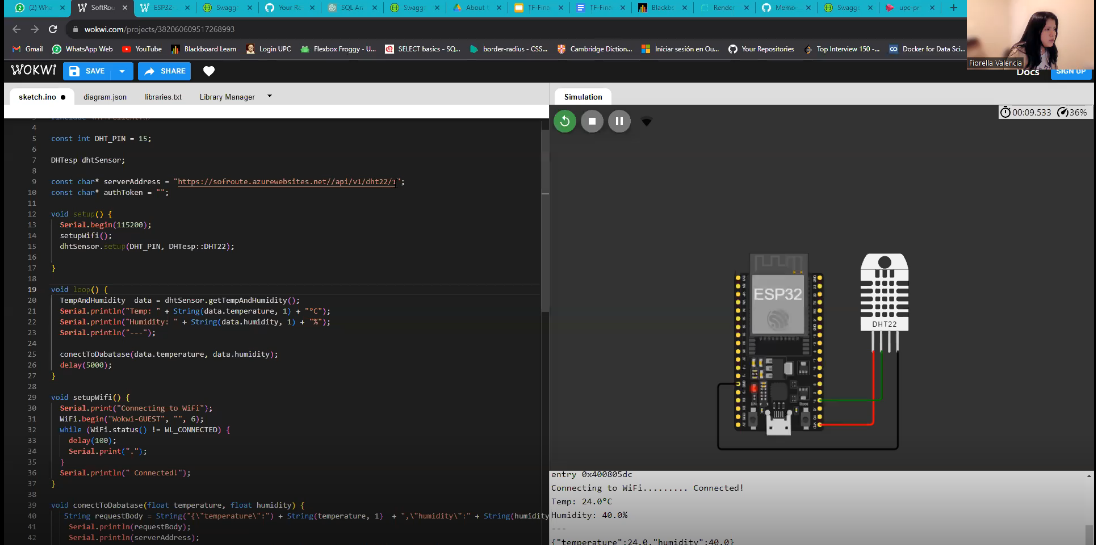 (2) Wha
SoftRo
ESP32
Swagg
Your Re
SQL An
Swagg
About I
TF Fin
TF Fin
Bladder
Render
Memor
Swagg
upc-pr
wokwi.com/projects/382060609517268993
Gmail WhatsApp Web YouTube Blackboard Learn Login UPC Flexbox Froggy - U... SELECT basics - SQ... border-radius - CSS... Cambridge Dictiona... Iniciar sesión en Ou... Your Repositories Top Interview 150 -... Docker for Data Sci...
Fiorella Valencia
WOKWI SAVE SHARE Docs SIGN UP
sketch.ino ● diagram.json libraries.txt Library Manager
Simulation
00:09.533 36%
4
5 const int DHT_PIN = 15;
6
7 DHTesp dhtSensor;
8
9 const char* serverAddress = "https://sofroute.azurewebsites.net//api/v1/dht22/1";
10 const char* authToken = "";
11
12 void setup() {
13 Serial.begin(115200);
14 setupWifi();
15 dhtSensor.setup(DHT_PIN, DHTesp::DHT22);
16
17 }
18
19 void loop() {
20 TempAndHumidity data = dhtSensor.getTempAndHumidity();
21 Serial.println("Temp: " + String(data.temperature, 1) + "°C");
22 Serial.println("Humidity: " + String(data.humidity, 1) + "%");
23 Serial.println("---");
24
25 conectToDabatase(data.temperature, data.humidity);
26 delay(5000);
27 }
28
29 void setupWifi() {
30 Serial.print("Connecting to WiFi");
31 WiFi.begin("Wokwi-GUEST", "", 6);
32 while (WiFi.status() != WL_CONNECTED) {
33 delay(100);
34 Serial.print(".");
35 }
36 Serial.println(" Connected!");
37 }
38
39 void conectToDabatase(float temperature, float humidity) {
40 String requestBody = String("{\"temperature\":") + String(temperature, 1) + ",\"humidity\":" + String(humidity
41 Serial.println(requestBody);
42 Serial.println(serverAddress);
ESP32
DHT22
entry 0x400805dc
Connecting to WiFi......... Connected!
Temp: 24.0°C
Humidity: 40.0%
---
{"temperature":24.0,"humidity":40.0}